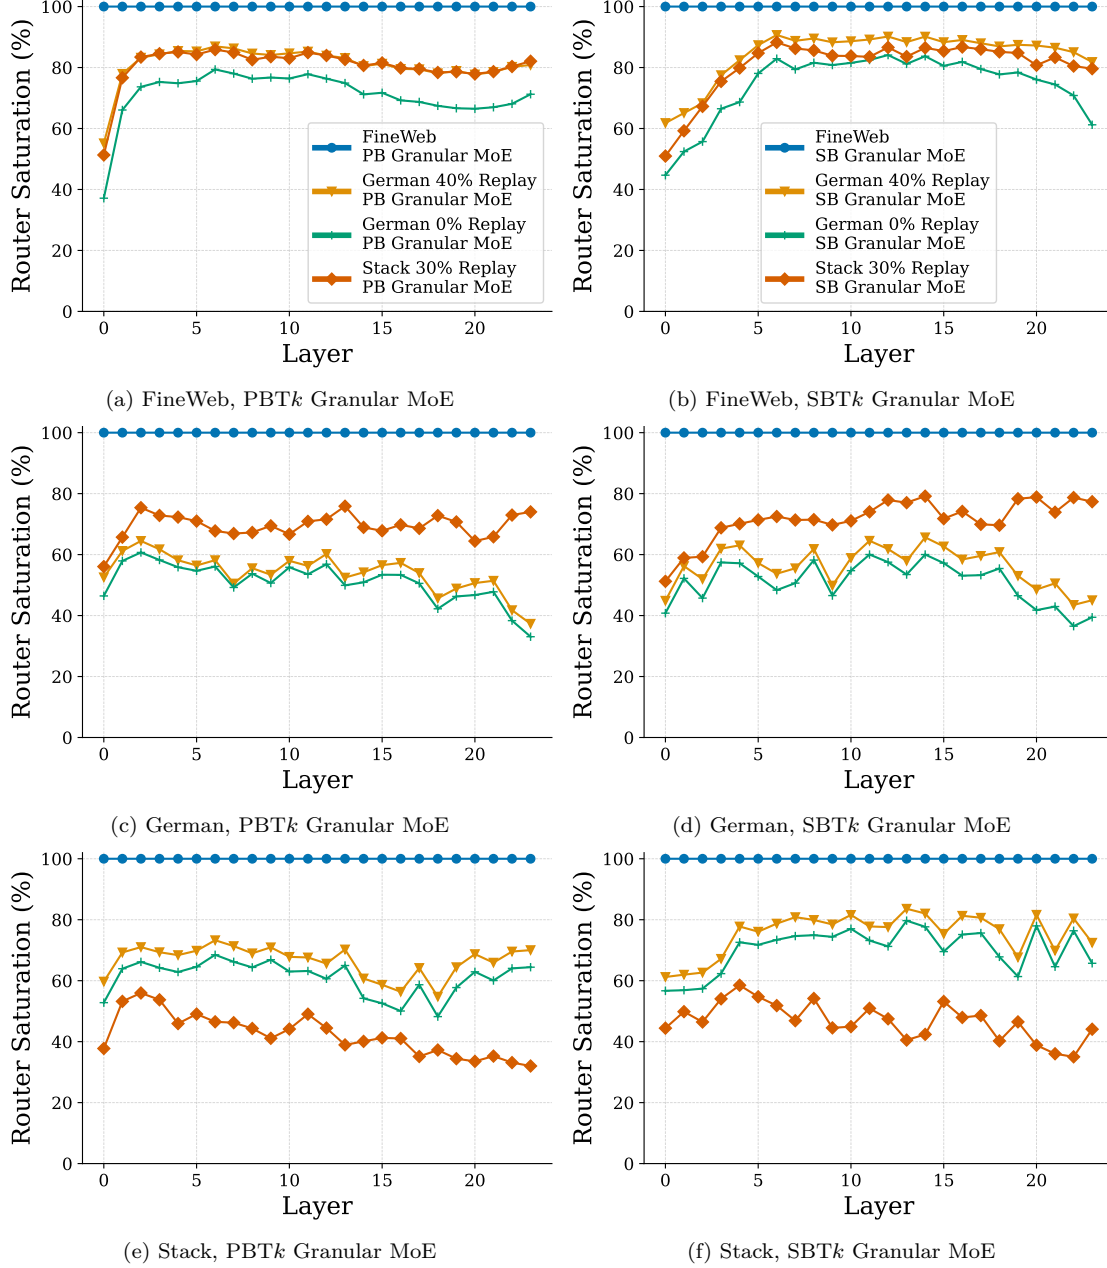 100
80
60
40
20
0
Router Saturation (%)
FineWeb
PB Granular MoE
German 40% Replay
PB Granular MoE
German 0% Replay
PB Granular MoE
Stack 30% Replay
PB Granular MoE
0 5 10 15 20
Layer
(a) FineWeb, PBTk Granular MoE
100
80
60
40
20
0
Router Saturation (%)
FineWeb
SB Granular MoE
German 40% Replay
SB Granular MoE
German 0% Replay
SB Granular MoE
Stack 30% Replay
SB Granular MoE
0 5 10 15 20
Layer
(b) FineWeb, SBTk Granular MoE
100
80
60
40
20
0
Router Saturation (%)
0 5 10 15 20
Layer
(c) German, PBTk Granular MoE
100
80
60
40
20
0
Router Saturation (%)
0 5 10 15 20
Layer
(d) German, SBTk Granular MoE
100
80
60
40
20
0
Router Saturation (%)
0 5 10 15 20
Layer
(e) Stack, PBTk Granular MoE
100
80
60
40
20
0
Router Saturation (%)
0 5 10 15 20
Layer
(f) Stack, SBTk Granular MoE